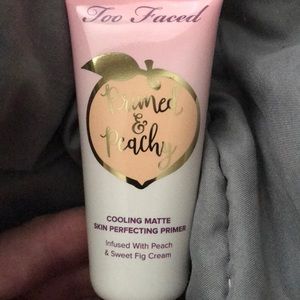 Too Faced
Primed
&
Peachy
COOLING MATTE
SKIN PERFECTING PRIMER
Infused With Peach
& Sweet Fig Cream